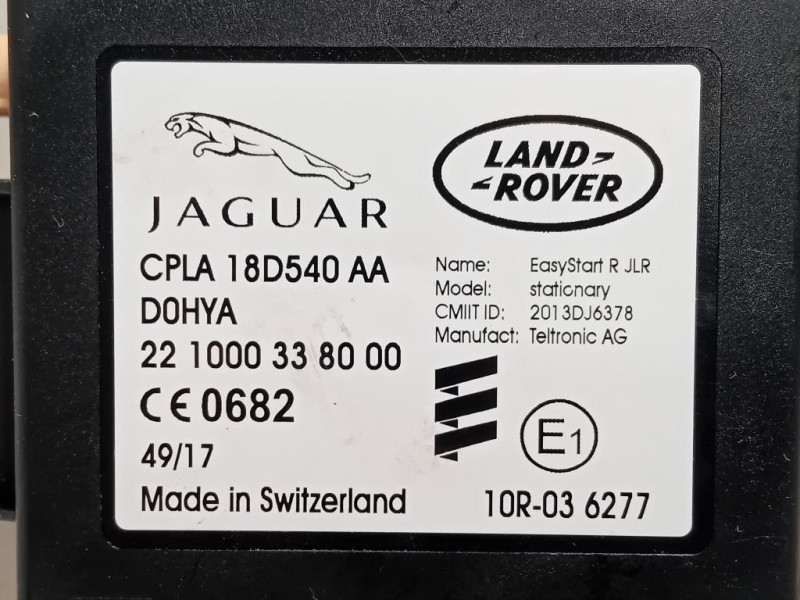 JAGUAR
LAND-
-ROVER
CPLA 18D540 AA
D0HYA
22 1000 33 80 00
CE 0682
49/17
Made in Switzerland
Name: EasyStart R JLR
Model: stationary
CMIIT ID: 2013DJ6378
Manufact: Teltronic AG
E1
10R-03 6277